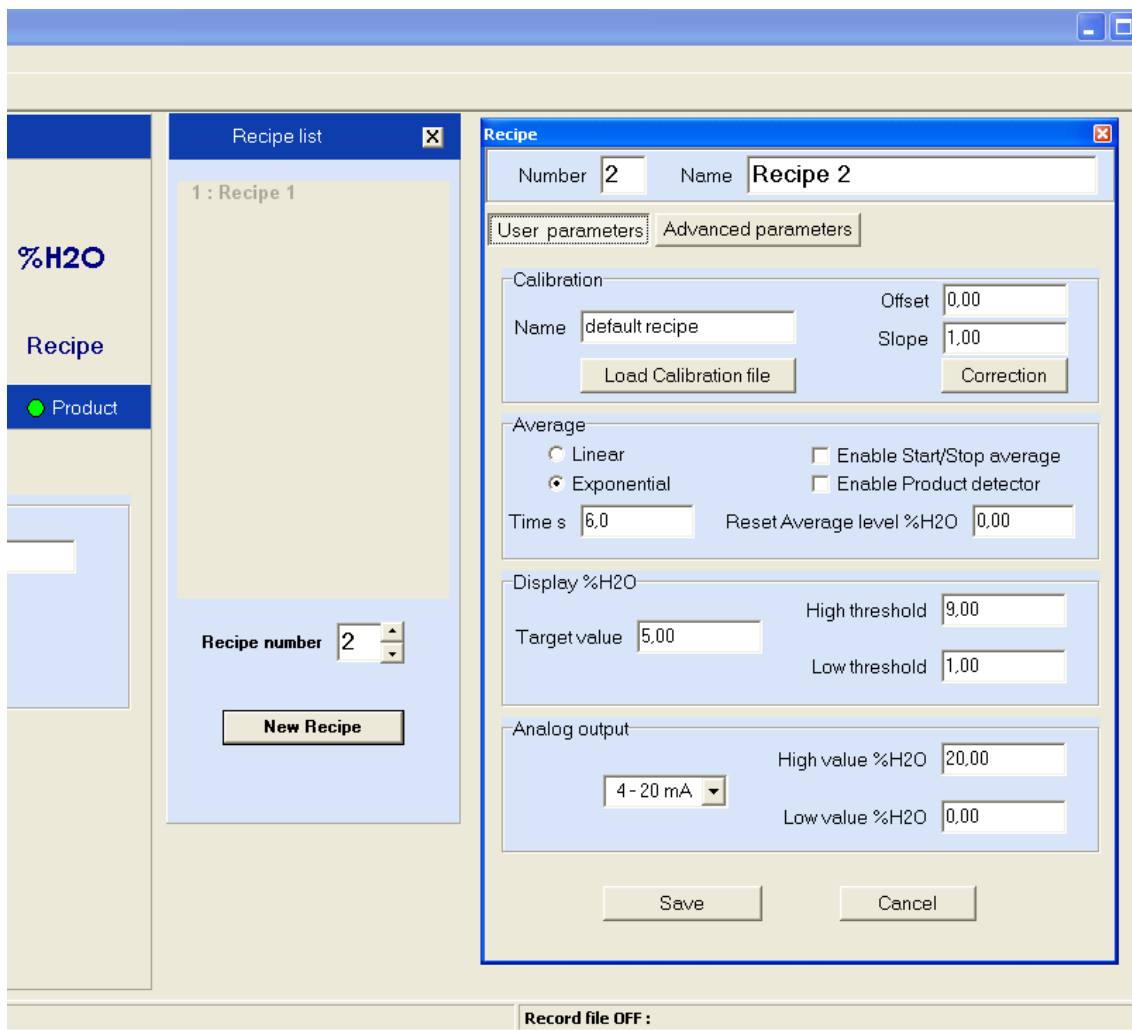 %H2O
Recipe
Product
Recipe list
1 : Recipe 1
Recipe number 2
New Recipe
Recipe
Number 2 Name Recipe 2
User parameters Advanced parameters
Calibration
Offset 0,00
Name default recipe
Slope 1,00
Load Calibration file Correction
Average
Linear Enable Start/Stop average
Exponential Enable Product detector
Time s 6,0 Reset Average level %H2O 0,00
Display %H2O
High threshold 9,00
Target value 5,00
Low threshold 1,00
Analog output
High value %H2O 20,00
4 - 20 mA
Low value %H2O 0,00
Save Cancel
Record file OFF :